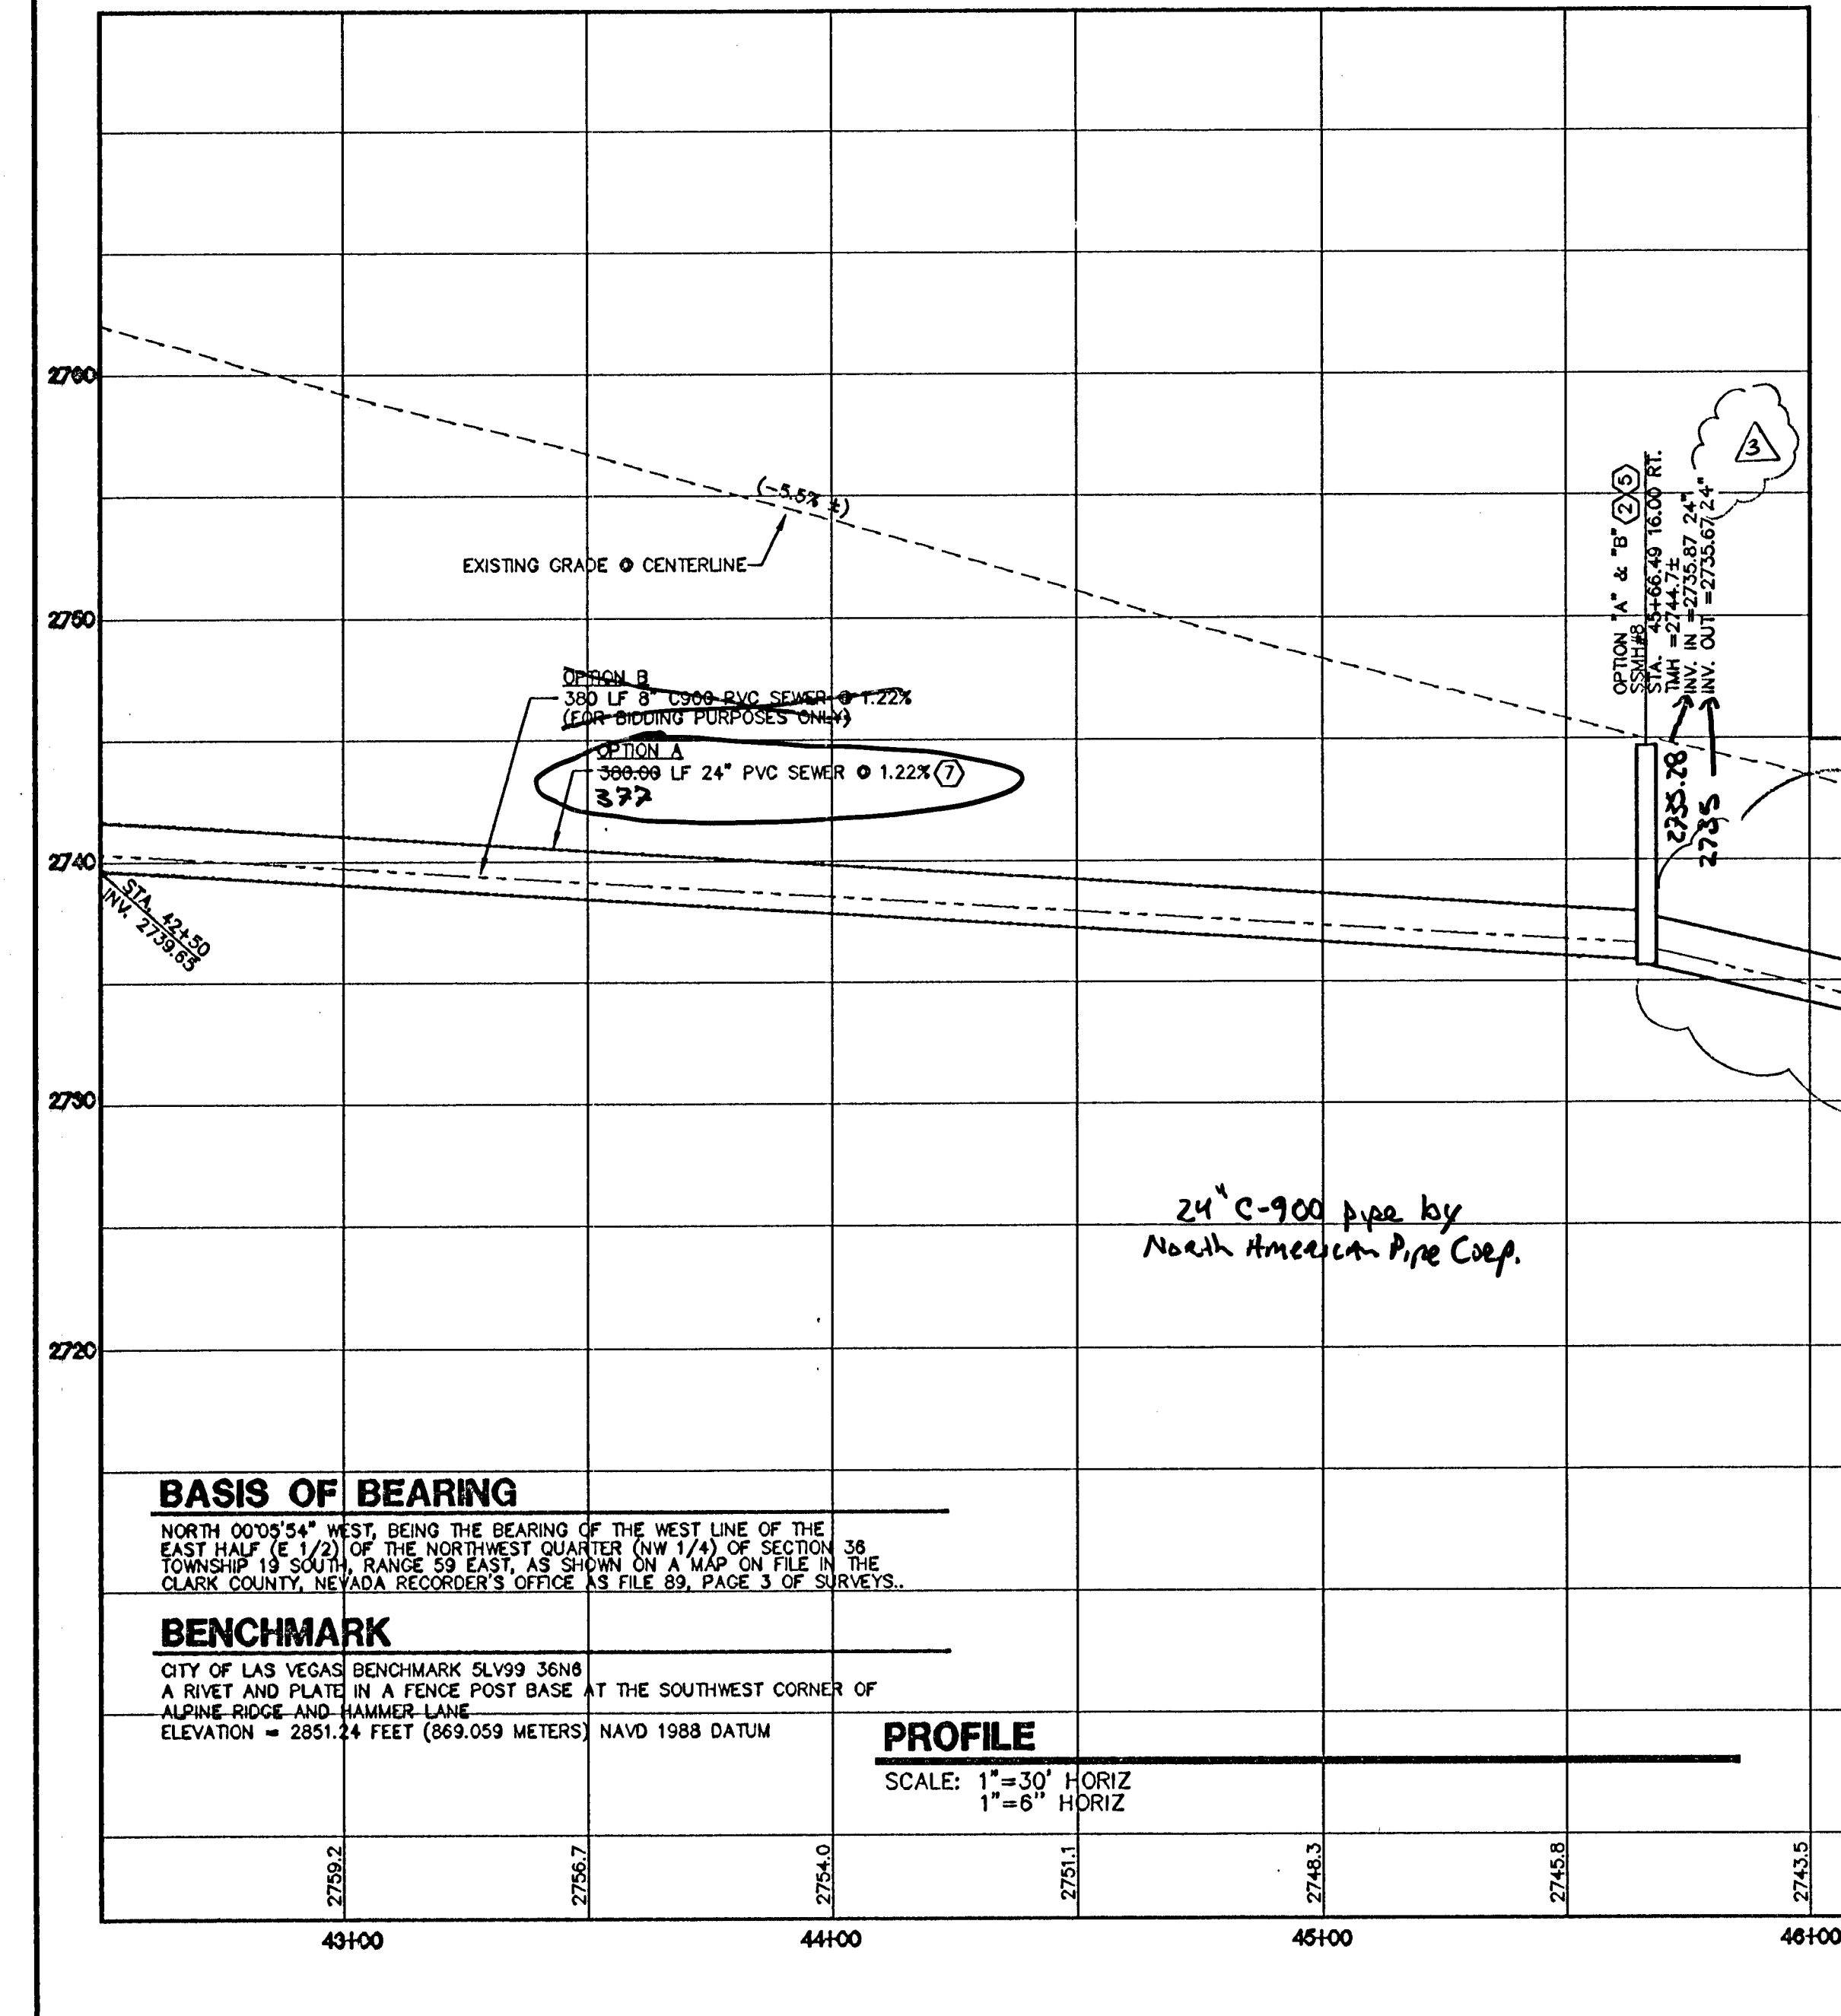 2760
2750
2740
2730
2720
(-5.5% ±)
EXISTING GRADE @ CENTERLINE
OPTION B
380 LF 8" C900 PVC SEWER @ 1.22%
(FOR BIDDING PURPOSES ONLY)
OPTION A
380.00 LF 24" PVC SEWER @ 1.22% 7
377
STA. 42+50
INV. 2739.65
OPTION "A" & "B" 2 5
SSMH#8
STA. 45+66.49 16.00 RT.
TMH =2744.7±
INV. IN =2735.87 24"
INV. OUT =2735.67 24"
3
2735.28
2735
24" C-900 pipe by
North American Pipe Corp.
BASIS OF BEARING
NORTH 00°05'54" WEST, BEING THE BEARING OF THE WEST LINE OF THE
EAST HALF (E 1/2) OF THE NORTHWEST QUARTER (NW 1/4) OF SECTION 36
TOWNSHIP 19 SOUTH, RANGE 59 EAST, AS SHOWN ON A MAP ON FILE IN THE
CLARK COUNTY, NEVADA RECORDER'S OFFICE AS FILE 89, PAGE 3 OF SURVEYS..
BENCHMARK
CITY OF LAS VEGAS BENCHMARK 5LV99 36N6
A RIVET AND PLATE IN A FENCE POST BASE AT THE SOUTHWEST CORNER OF
ALPINE RIDGE AND HAMMER LANE
ELEVATION = 2851.24 FEET (869.059 METERS) NAVD 1988 DATUM
PROFILE
SCALE: 1"=30' HORIZ
1"=6" HORIZ
2759.2
2756.7
2754.0
2751.1
2748.3
2745.8
2743.5
43+00
44+00
45+00
46+00